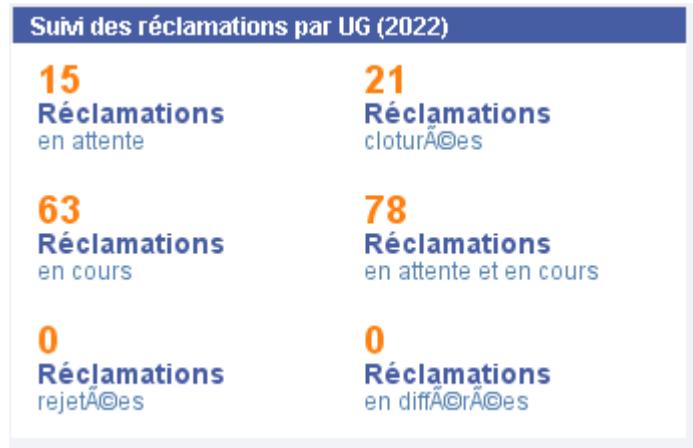 Suivi des réclamations par UG (2022)
15
Réclamations
en attente
21
Réclamations
cloturÃ©es
63
Réclamations
en cours
78
Réclamations
en attente et en cours
0
Réclamations
rejetÃ©es
0
Réclamations
en diffÃ©rÃ©es